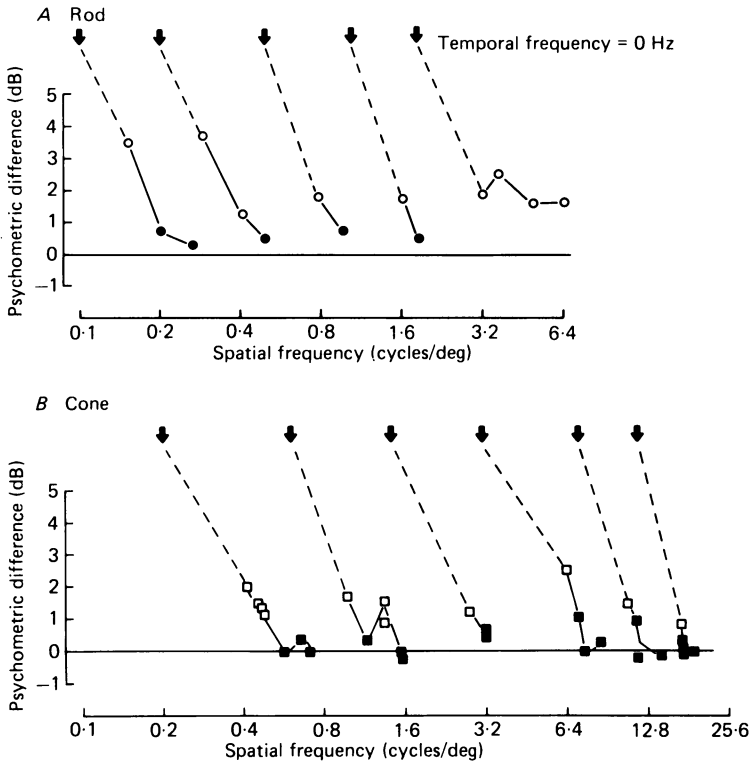 A Rod
Temporal frequency = 0 Hz
Psychometric difference (dB)
5
4
3
2
1
0
−1
0·1 0·2 0·4 0·8 1·6 3·2 6·4
Spatial frequency (cycles/deg)
B Cone
Psychometric difference (dB)
5
4
3
2
1
0
−1
0·1 0·2 0·4 0·8 1·6 3·2 6·4 12·8 25·6
Spatial frequency (cycles/deg)